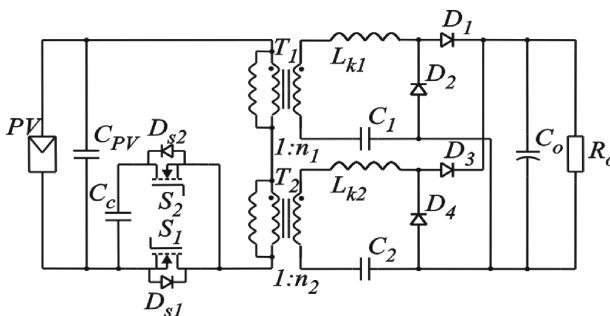 T1
D1
Lk1
D2
PV
CPV
Ds2
C1
1:n1
D3
Co
Ro
T2
Lk2
Cc
S2
S1
D4
C2
1:n2
Ds1